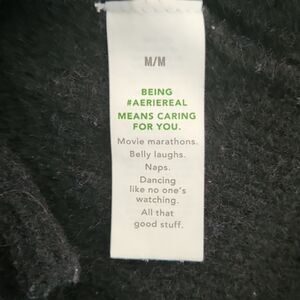 M/M
BEING
#AERIEREAL
MEANS CARING
FOR YOU.
Movie marathons.
Belly laughs.
Naps.
Dancing
like no one's
watching.
All that
good stuff.